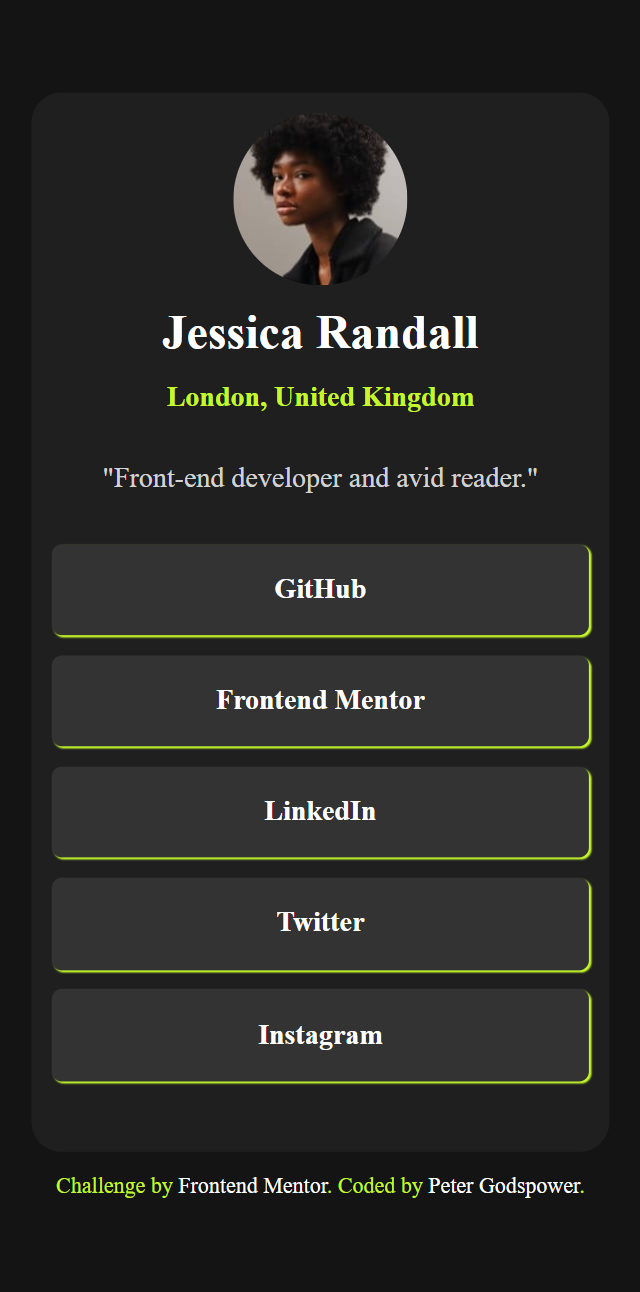 Jessica Randall
London, United Kingdom
"Front-end developer and avid reader."
GitHub
Frontend Mentor
LinkedIn
Twitter
Instagram
Challenge by Frontend Mentor. Coded by Peter Godspower.